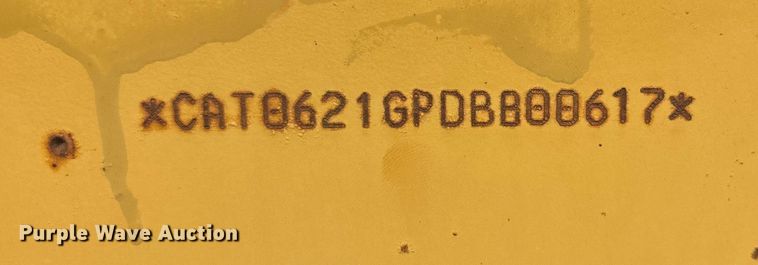 *CAT0621GPDBB00617*
Purple Wave Auction